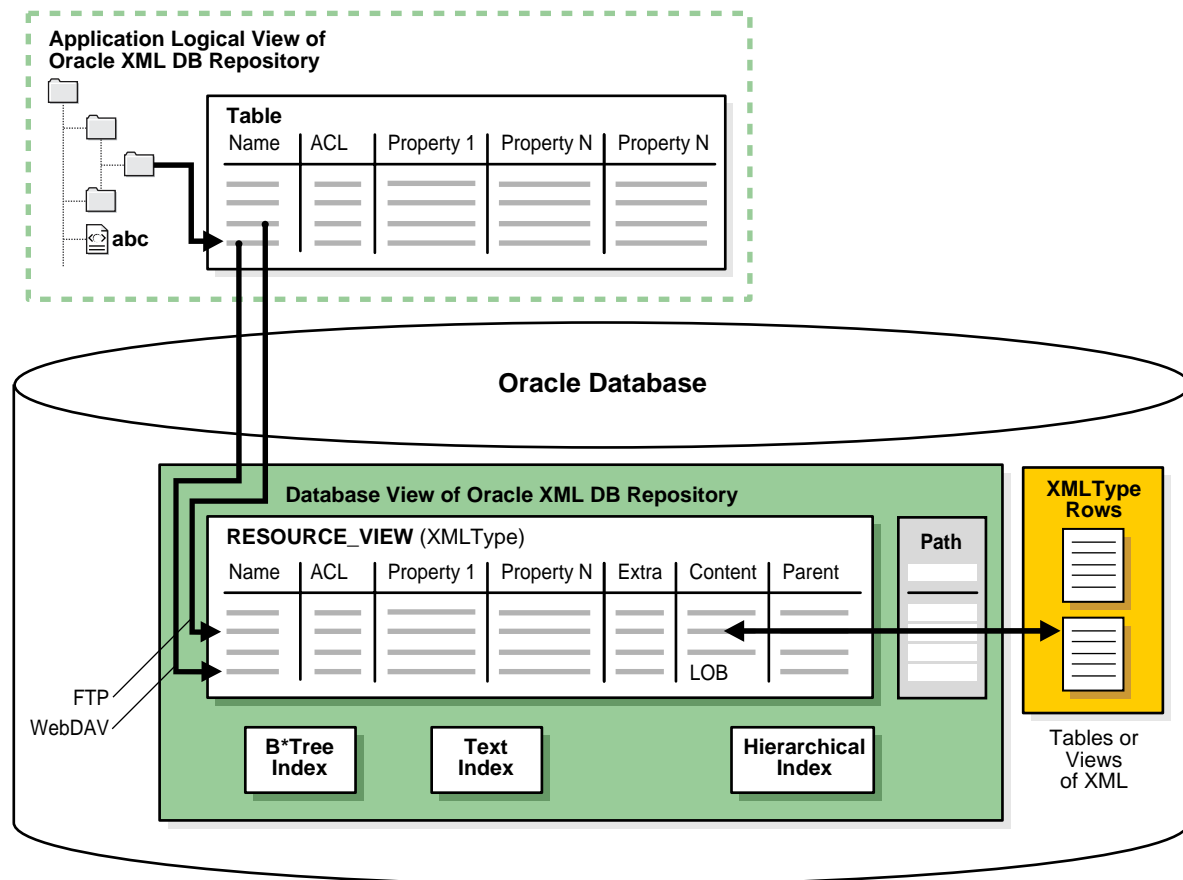 Application Logical View of
Oracle XML DB Repository
Table
Name ACL Property 1 Property N Property N
abc
Oracle Database
Database View of Oracle XML DB Repository
RESOURCE_VIEW (XMLType)
Name ACL Property 1 Property N Extra Content Parent
LOB
Path
XMLType
Rows
FTP
WebDAV
B*Tree
Index
Text
Index
Hierarchical
Index
Tables or
Views
of XML